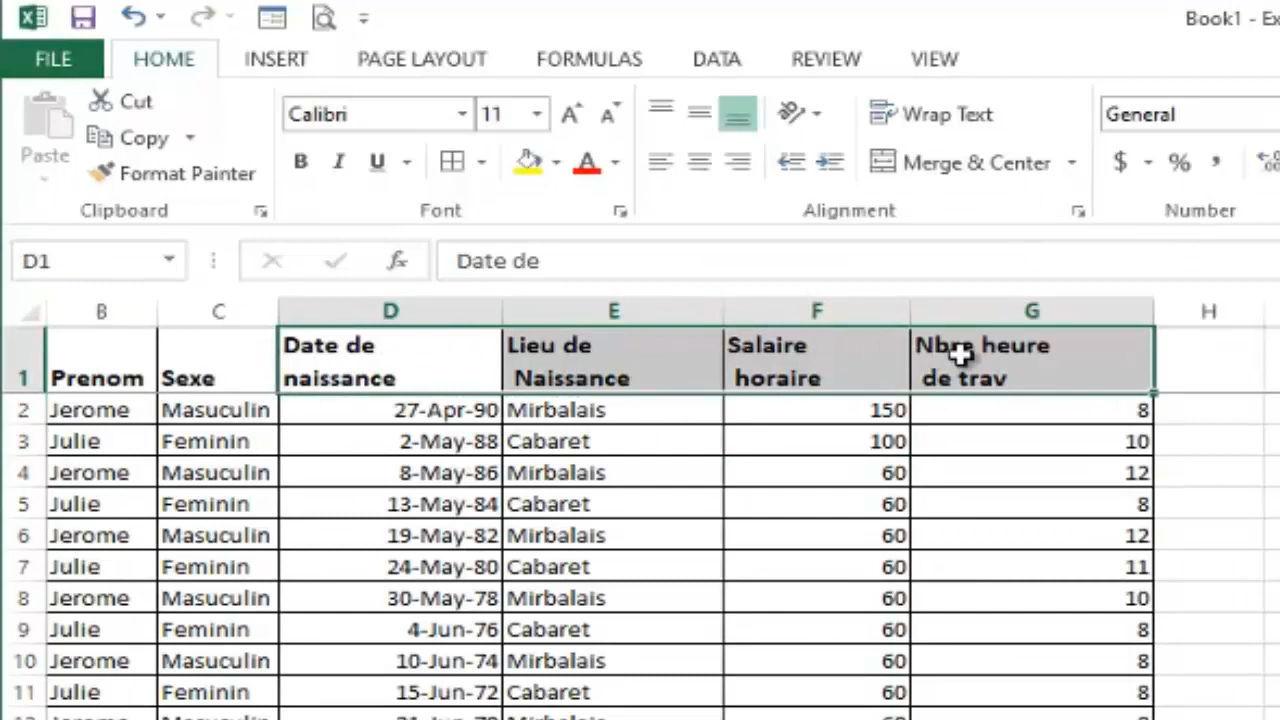 Book1 - Ex
FILE HOME INSERT PAGE LAYOUT FORMULAS DATA REVIEW VIEW
Paste
Cut
Copy
Format Painter
Clipboard
Calibri 11
A A
B I U A
Font
Wrap Text
Merge & Center
Alignment
General
$ % ,
Number
D1 fx Date de
B C D E F G H
1 Prenom Sexe Date de naissance Lieu de Naissance Salaire horaire Nbre heure de trav
2 Jerome Masuculin 27-Apr-90 Mirbalais 150 8
3 Julie Feminin 2-May-88 Cabaret 100 10
4 Jerome Masuculin 8-May-86 Mirbalais 60 12
5 Julie Feminin 13-May-84 Cabaret 60 8
6 Jerome Masuculin 19-May-82 Mirbalais 60 12
7 Julie Feminin 24-May-80 Cabaret 60 11
8 Jerome Masuculin 30-May-78 Mirbalais 60 10
9 Julie Feminin 4-Jun-76 Cabaret 60 8
10 Jerome Masuculin 10-Jun-74 Mirbalais 60 8
11 Julie Feminin 15-Jun-72 Cabaret 60 8